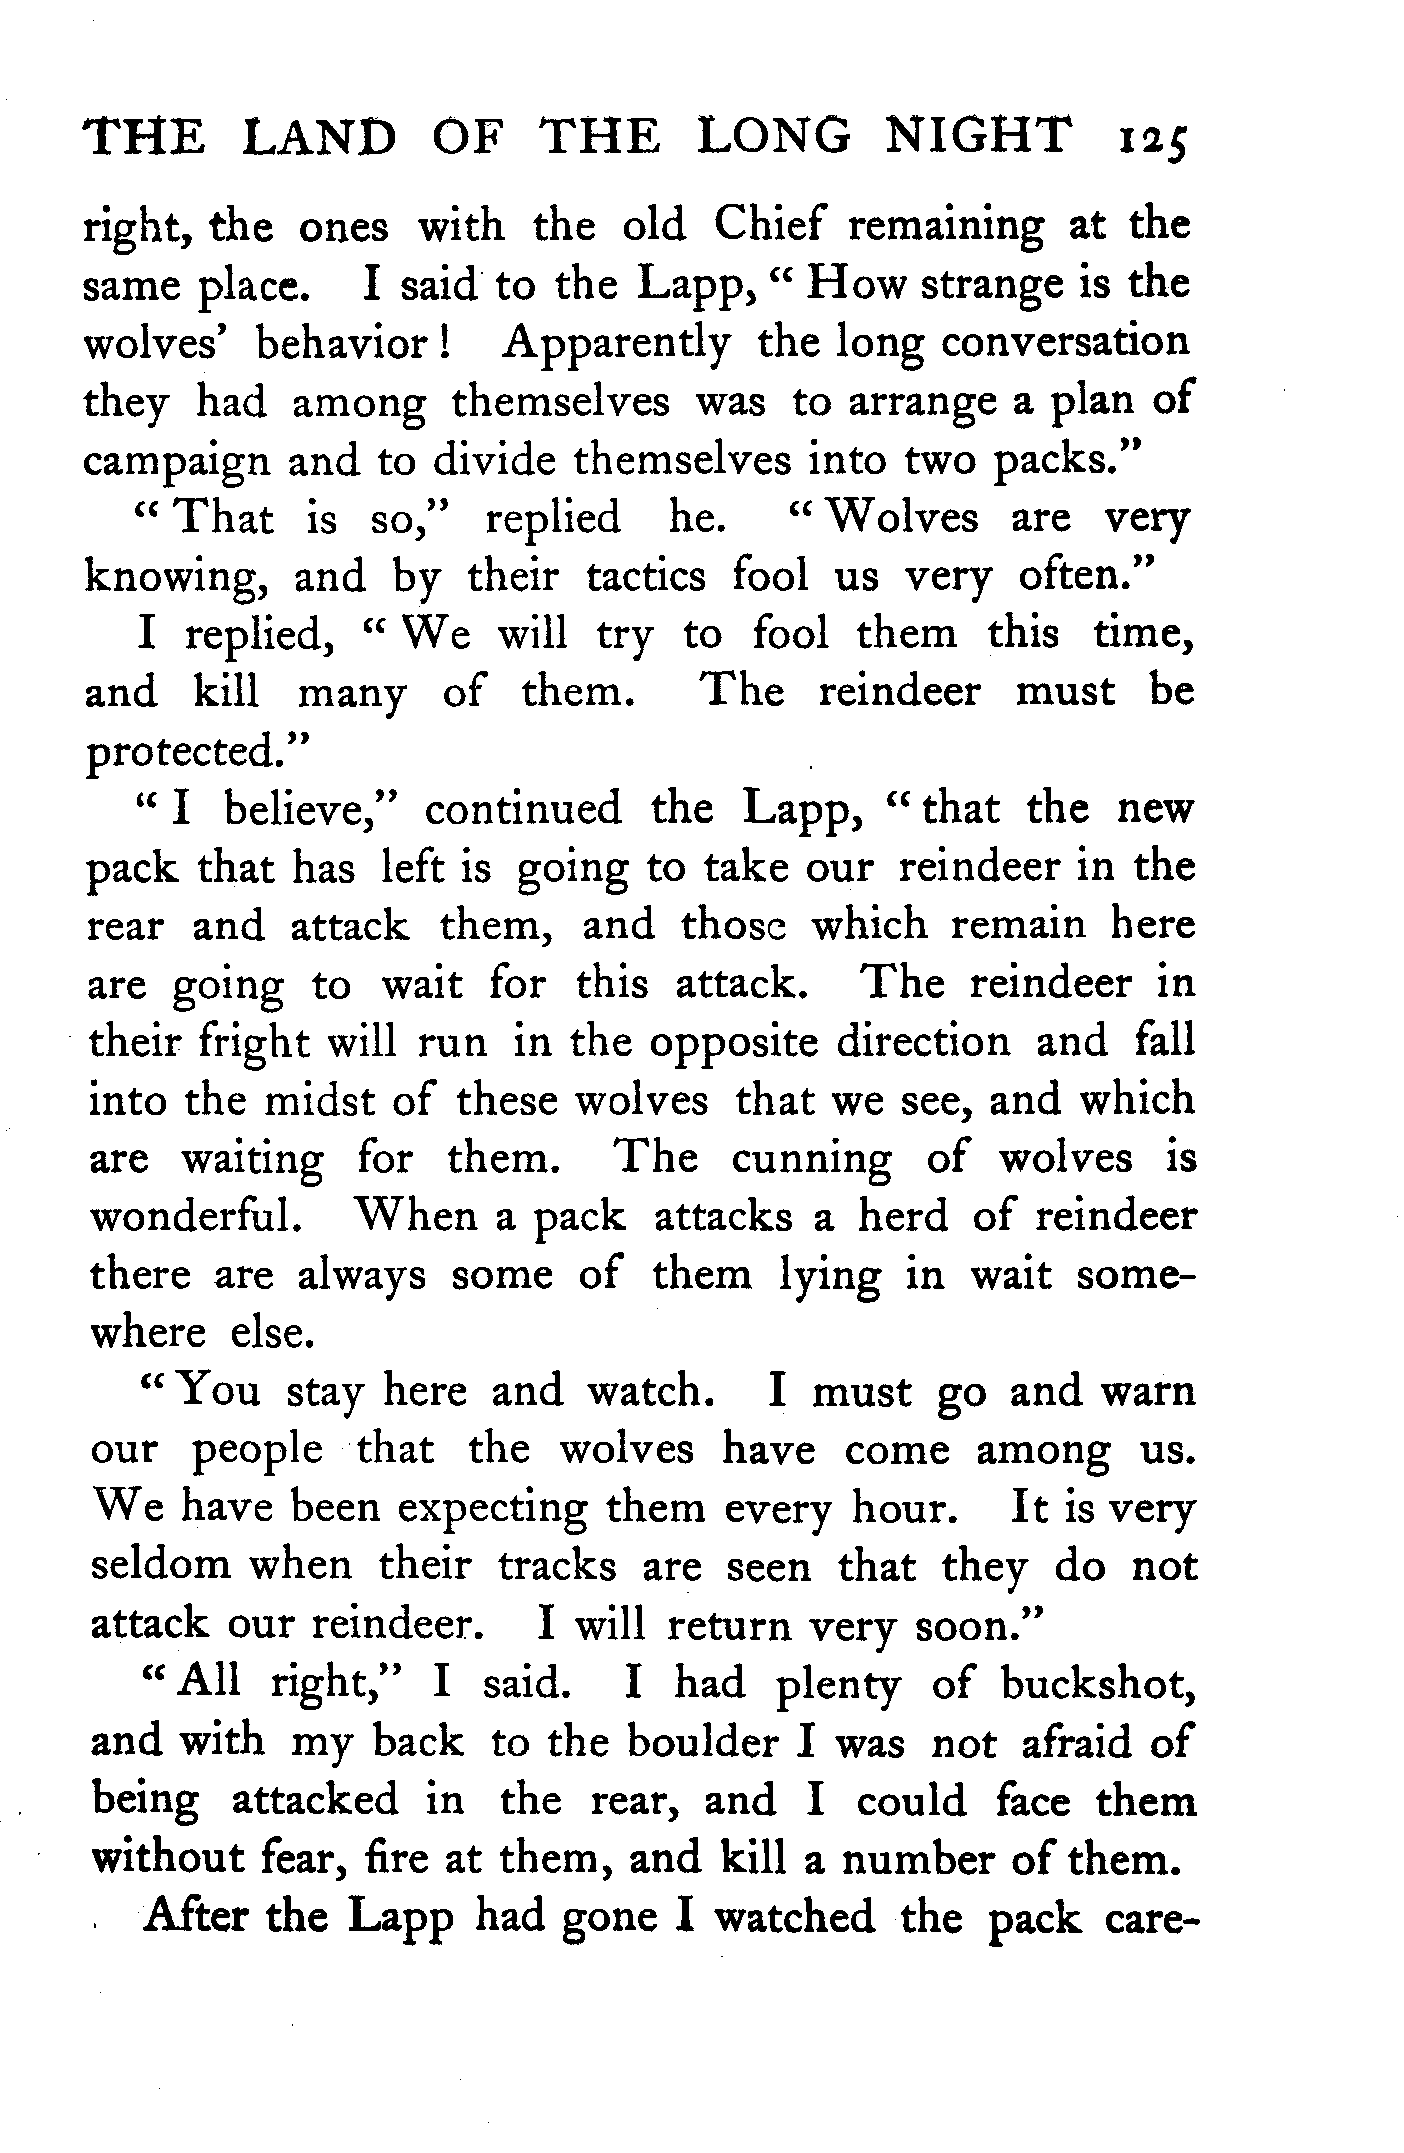 THE LAND OF THE LONG NIGHT 125
right, the ones with the old Chief remaining at the
same place. I said to the Lapp, “ How strange is the
wolves’ behavior ! Apparently the long conversation
they had among themselves was to arrange a plan of
campaign and to divide themselves into two packs.”
“ That is so,” replied he. “ Wolves are very
knowing, and by their tactics fool us very often.”
I replied, “ We will try to fool them this time,
and kill many of them. The reindeer must be
protected.”
“ I believe,” continued the Lapp, “ that the new
pack that has left is going to take our reindeer in the
rear and attack them, and those which remain here
are going to wait for this attack. The reindeer in
their fright will run in the opposite direction and fall
into the midst of these wolves that we see, and which
are waiting for them. The cunning of wolves is
wonderful. When a pack attacks a herd of reindeer
there are always some of them lying in wait some-
where else.
“ You stay here and watch. I must go and warn
our people that the wolves have come among us.
We have been expecting them every hour. It is very
seldom when their tracks are seen that they do not
attack our reindeer. I will return very soon.”
“ All right,” I said. I had plenty of buckshot,
and with my back to the boulder I was not afraid of
being attacked in the rear, and I could face them
without fear, fire at them, and kill a number of them.
After the Lapp had gone I watched the pack care-